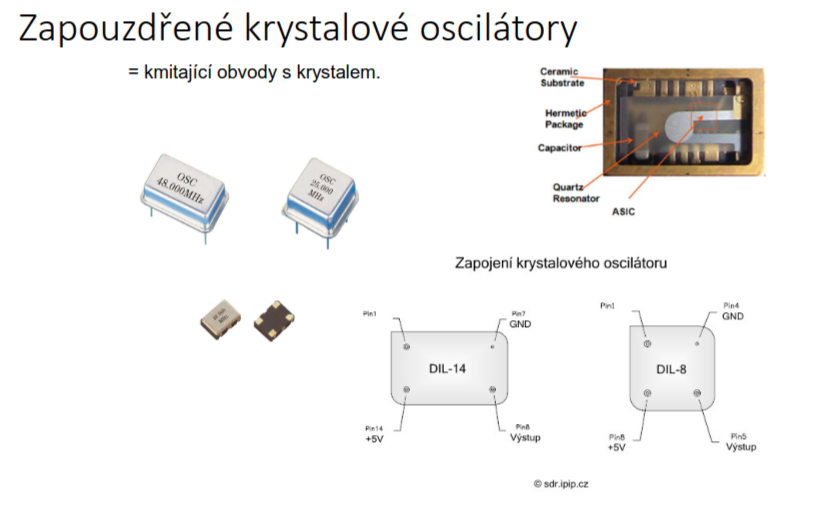 Zapouzdřené krystalové oscilátory
= kmitající obvody s krystalem.
Ceramic
Substrate
Hermetic
Package
Capacitor
Quartz
Resonator
ASIC
OSC
48.000MHz
OSC
25.000
MHz
Zapojení krystalového oscilátoru
Pin1
Pin7
GND
DIL-14
Pin14
+5V
Pin8
Výstup
Pin1
Pin4
GND
DIL-8
Pin8
+5V
Pin5
Výstup
© sdr.ipip.cz